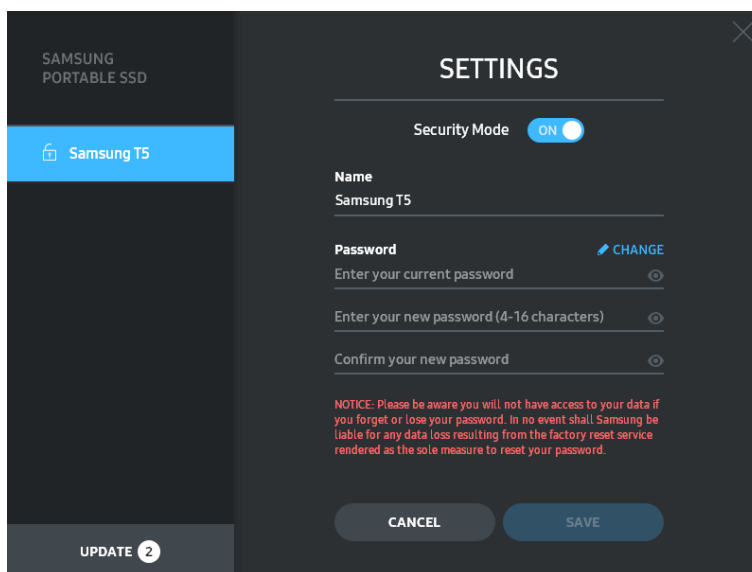 SAMSUNG
PORTABLE SSD
Samsung T5
UPDATE 2
SETTINGS
Security Mode ON
Name
Samsung T5
Password CHANGE
Enter your current password
Enter your new password (4-16 characters)
Confirm your new password
NOTICE: Please be aware you will not have access to your data if
you forget or lose your password. In no event shall Samsung be
liable for any data loss resulting from the factory reset service
rendered as the sole measure to reset your password.
CANCEL SAVE